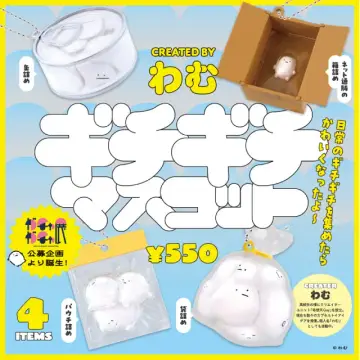 CREATED BY
わむ
缶詰め
ネット通販の
箱詰め
ギチギチ
マスコット
日常のギチギチを集めたら
かわいくなったよ〜
¥550
公募企画
より誕生!
4
ITEMS
パウチ詰め
袋詰め
CREATER
わむ
© わむ